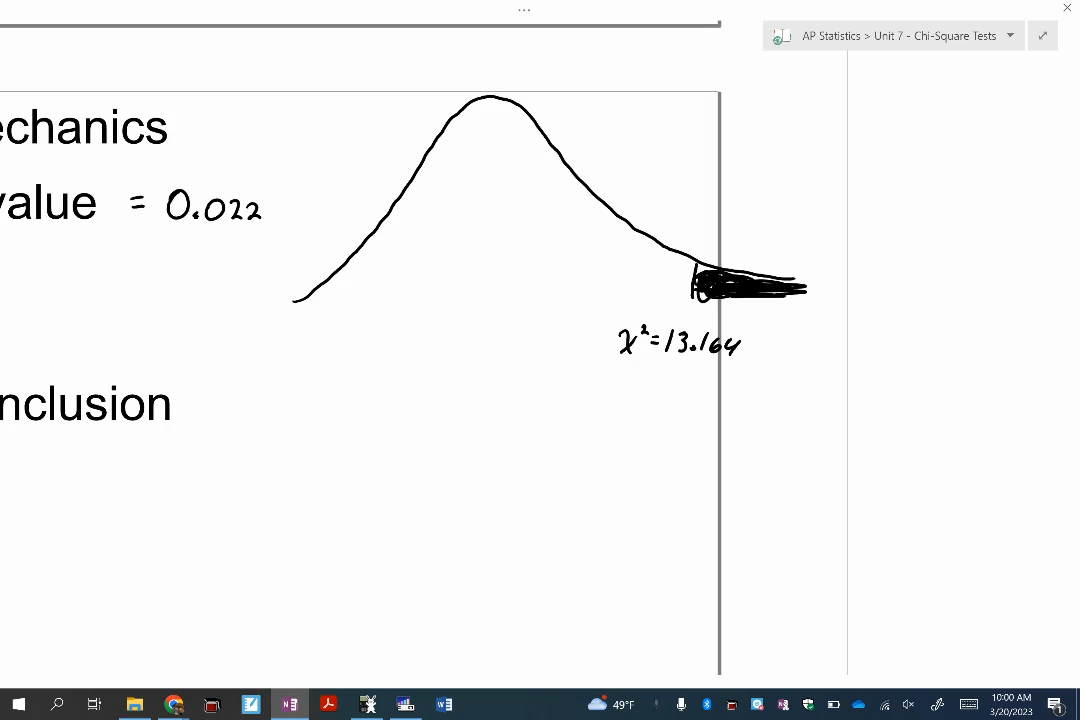 AP Statistics > Unit 7 - Chi-Square Tests
echanics
value = 0.022
χ²=13.164
nclusion
49°F
10:00 AM
3/20/2023